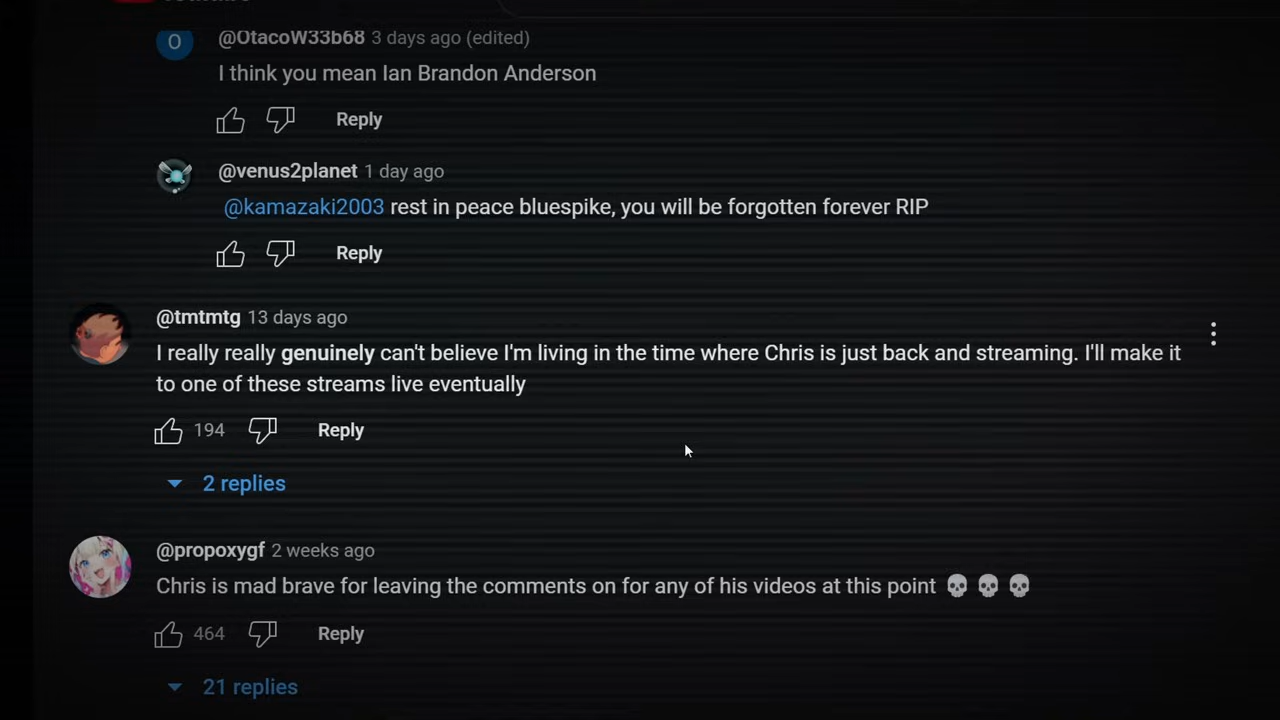 @OtacoW33b68 3 days ago (edited)
I think you mean Ian Brandon Anderson
Reply
@venus2planet 1 day ago
@kamazaki2003 rest in peace bluespike, you will be forgotten forever RIP
Reply
@tmtmtg 13 days ago
I really really genuinely can't believe I'm living in the time where Chris is just back and streaming. I'll make it
to one of these streams live eventually
194 Reply
2 replies
@propoxygf 2 weeks ago
Chris is mad brave for leaving the comments on for any of his videos at this point 💀 💀 💀
464 Reply
21 replies